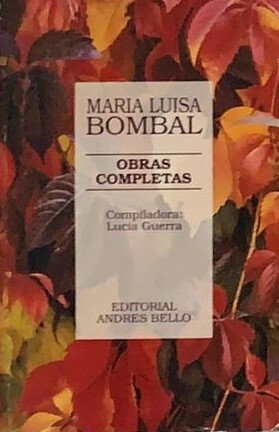 MARIA LUISA
BOMBAL
OBRAS
COMPLETAS
Compiladora:
Lucía Guerra
EDITORIAL
ANDRES BELLO